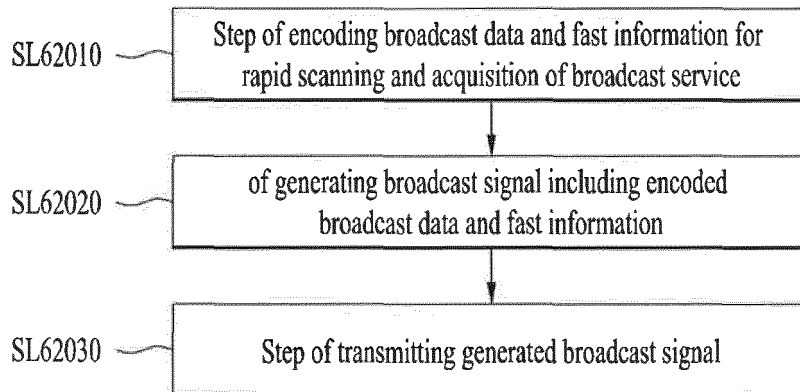 SL62010
Step of encoding broadcast data and fast information for
rapid scanning and acquisition of broadcast service
SL62020
of generating broadcast signal including encoded
broadcast data and fast information
SL62030
Step of transmitting generated broadcast signal